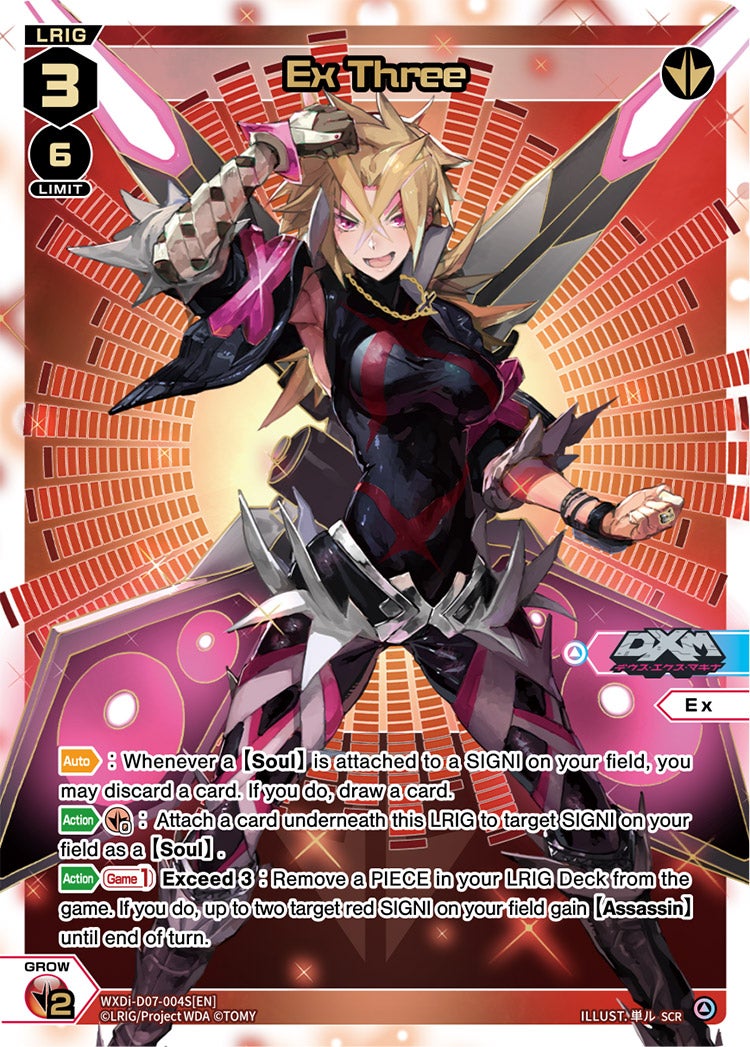 LRIG
3
Ex Three
6
LIMIT
DXM
デウス・エクス・マキナ
Ex
Auto : Whenever a 【Soul】 is attached to a SIGNI on your field, you
may discard a card. If you do, draw a card.
Action 0 : Attach a card underneath this LRIG to target SIGNI on your
field as a 【Soul】 .
Action Game 1 Exceed 3 : Remove a PIECE in your LRIG Deck from the
game. If you do, up to two target red SIGNI on your field gain 【Assassin】
until end of turn.
GROW
2
WXDi-D07-004S[EN]
©LRIG/Project WDA ©TOMY
ILLUST. 単ル SCR